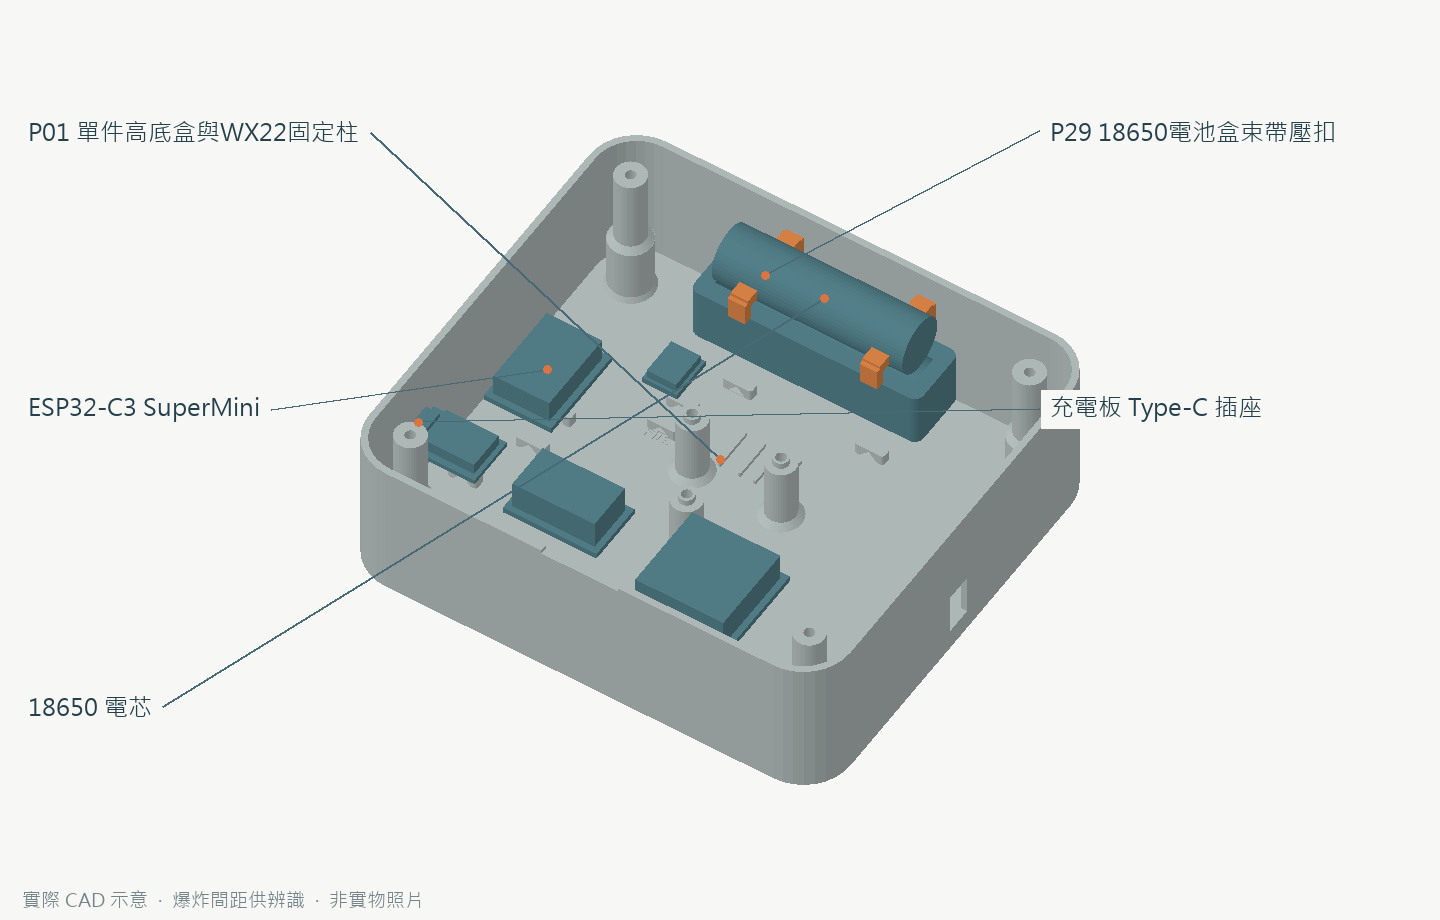 P01 單件高底盒與WX22固定柱
P29 18650電池盒束帶壓扣
ESP32-C3 SuperMini
充電板 Type-C 插座
18650 電芯
實際 CAD 示意 · 爆炸間距供辨識 · 非實物照片